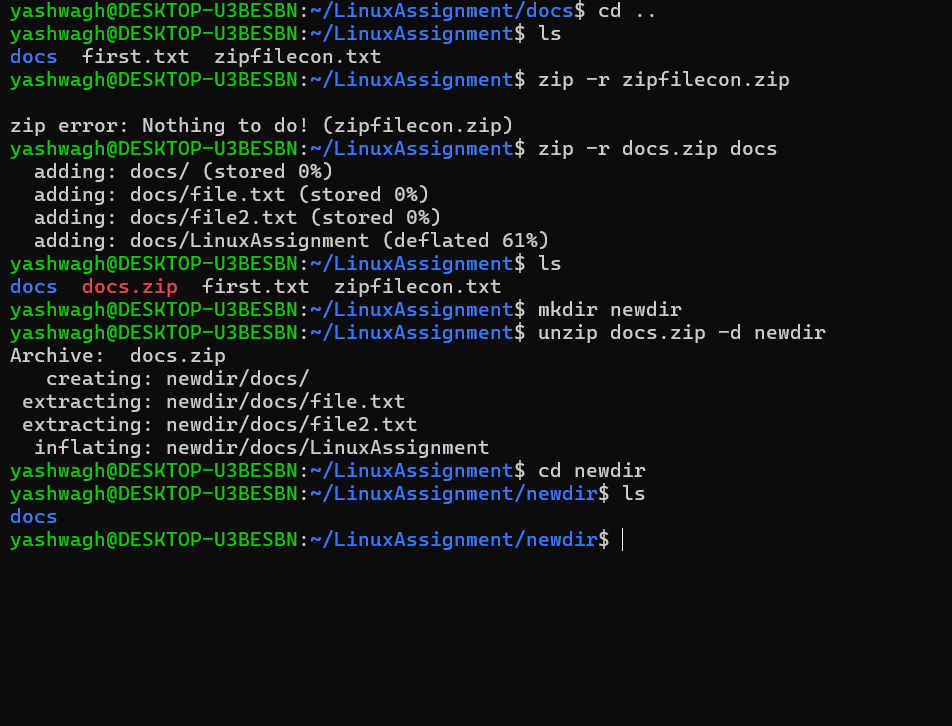 yashwagh@DESKTOP-U3BESBN:~/LinuxAssignment/docs$ cd ..
yashwagh@DESKTOP-U3BESBN:~/LinuxAssignment$ ls
docs  first.txt  zipfilecon.txt
yashwagh@DESKTOP-U3BESBN:~/LinuxAssignment$ zip -r zipfilecon.zip

zip error: Nothing to do! (zipfilecon.zip)
yashwagh@DESKTOP-U3BESBN:~/LinuxAssignment$ zip -r docs.zip docs
  adding: docs/ (stored 0%)
  adding: docs/file.txt (stored 0%)
  adding: docs/file2.txt (stored 0%)
  adding: docs/LinuxAssignment (deflated 61%)
yashwagh@DESKTOP-U3BESBN:~/LinuxAssignment$ ls
docs  docs.zip  first.txt  zipfilecon.txt
yashwagh@DESKTOP-U3BESBN:~/LinuxAssignment$ mkdir newdir
yashwagh@DESKTOP-U3BESBN:~/LinuxAssignment$ unzip docs.zip -d newdir
Archive:  docs.zip
   creating: newdir/docs/
 extracting: newdir/docs/file.txt
 extracting: newdir/docs/file2.txt
  inflating: newdir/docs/LinuxAssignment
yashwagh@DESKTOP-U3BESBN:~/LinuxAssignment$ cd newdir
yashwagh@DESKTOP-U3BESBN:~/LinuxAssignment/newdir$ ls
docs
yashwagh@DESKTOP-U3BESBN:~/LinuxAssignment/newdir$